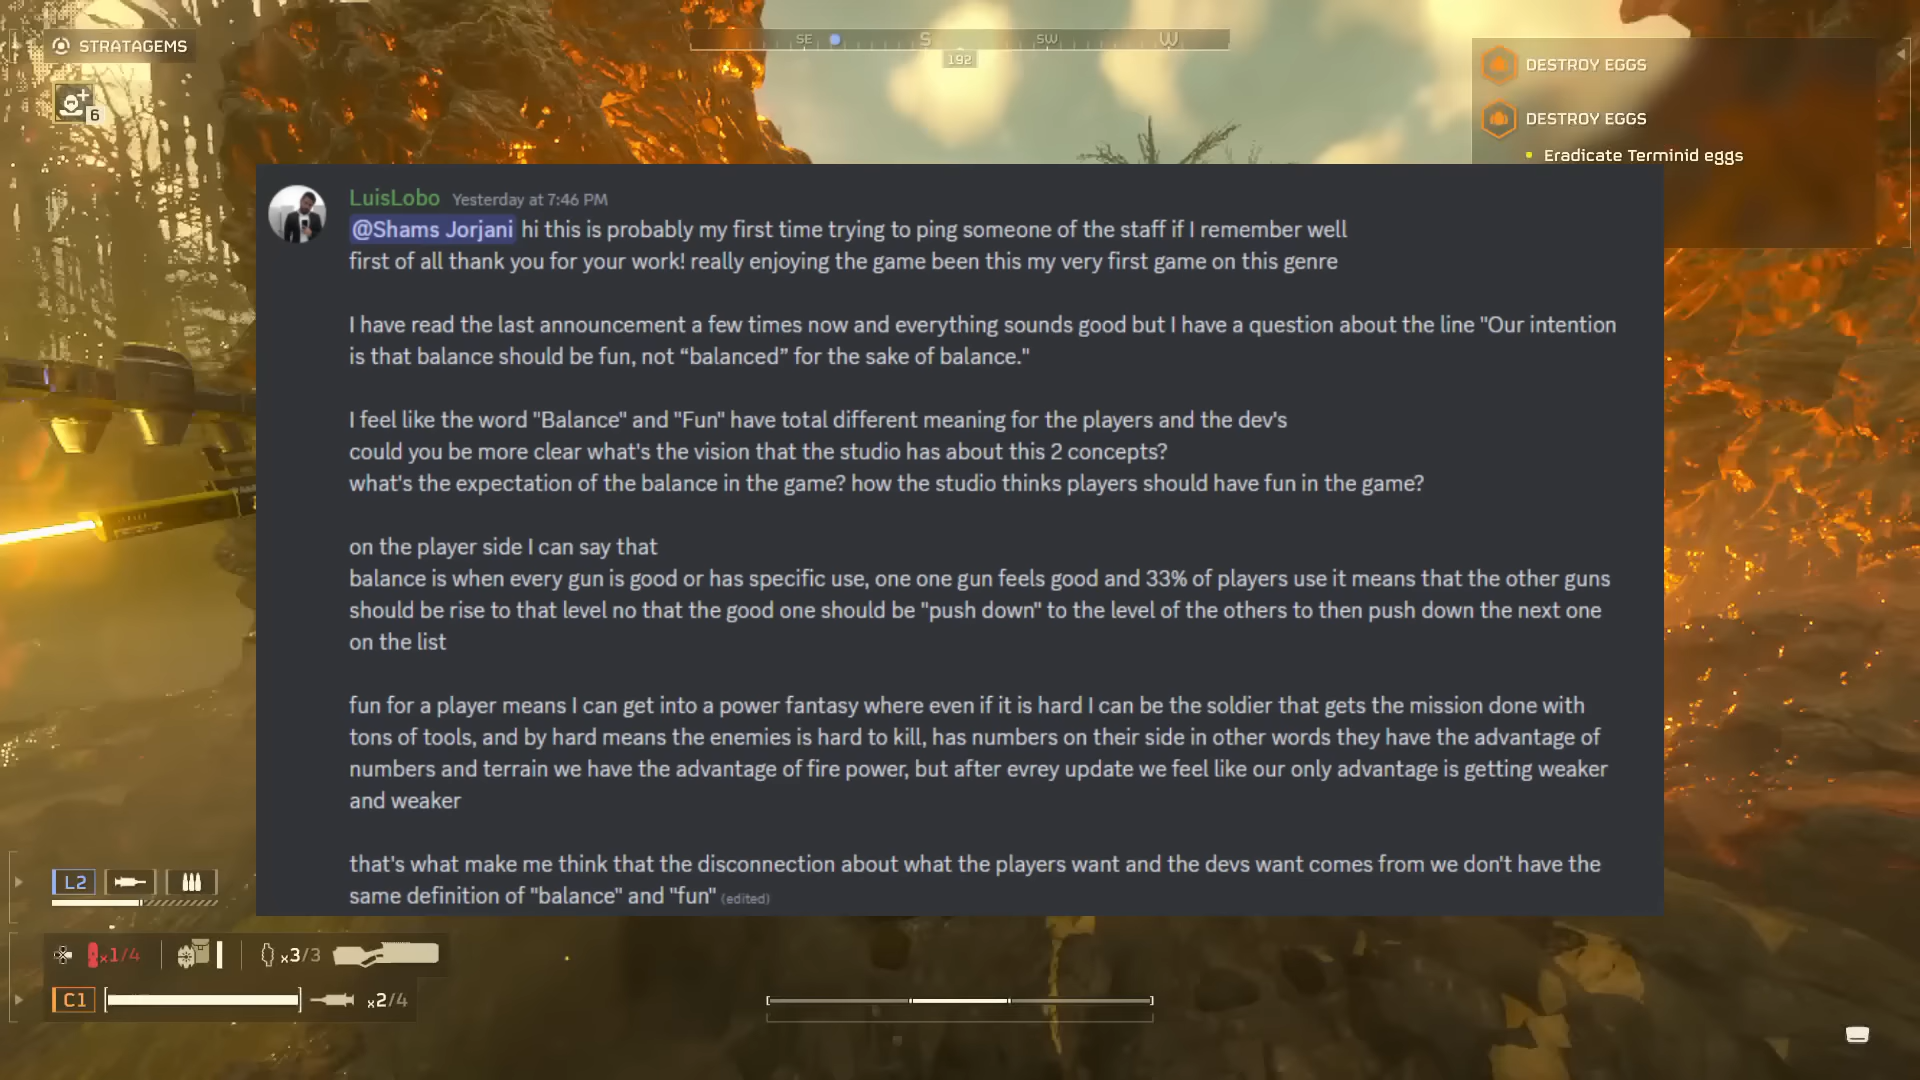 STRATAGEMS
6
SE
S
SW
W
192
DESTROY EGGS
DESTROY EGGS
Eradicate Terminid eggs
LuisLobo Yesterday at 7:46 PM
@Shams Jorjani hi this is probably my first time trying to ping someone of the staff if I remember well
first of all thank you for your work! really enjoying the game been this my very first game on this genre
I have read the last announcement a few times now and everything sounds good but I have a question about the line "Our intention
is that balance should be fun, not “balanced” for the sake of balance."
I feel like the word "Balance" and "Fun" have total different meaning for the players and the dev's
could you be more clear what's the vision that the studio has about this 2 concepts?
what's the expectation of the balance in the game? how the studio thinks players should have fun in the game?
on the player side I can say that
balance is when every gun is good or has specific use, one one gun feels good and 33% of players use it means that the other guns
should be rise to that level no that the good one should be "push down" to the level of the others to then push down the next one
on the list
fun for a player means I can get into a power fantasy where even if it is hard I can be the soldier that gets the mission done with
tons of tools, and by hard means the enemies is hard to kill, has numbers on their side in other words they have the advantage of
numbers and terrain we have the advantage of fire power, but after evrey update we feel like our only advantage is getting weaker
and weaker
that's what make me think that the disconnection about what the players want and the devs want comes from we don't have the
same definition of "balance" and "fun" (edited)
L2
x1/4
x3/3
C1
x2/4